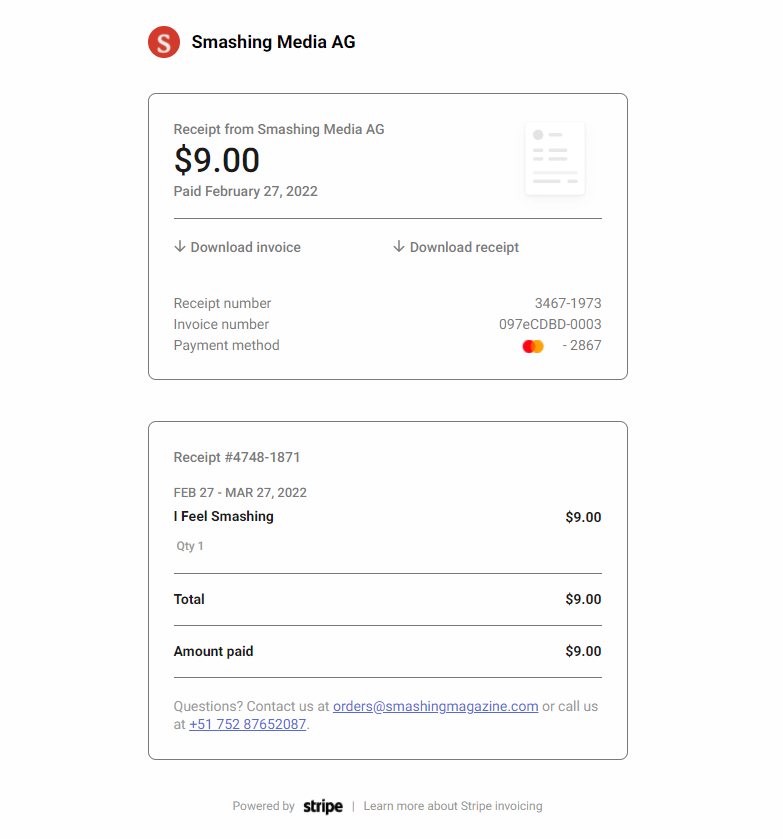 S Smashing Media AG
Receipt from Smashing Media AG
$9.00
Paid February 27, 2022
↓ Download invoice ↓ Download receipt
Receipt number 3467-1973
Invoice number 097eCDBD-0003
Payment method - 2867
Receipt #4748-1871
FEB 27 - MAR 27, 2022
I Feel Smashing $9.00
Qty 1
Total $9.00
Amount paid $9.00
Questions? Contact us at orders@smashingmagazine.com or call us
at +51 752 87652087.
Powered by stripe | Learn more about Stripe invoicing